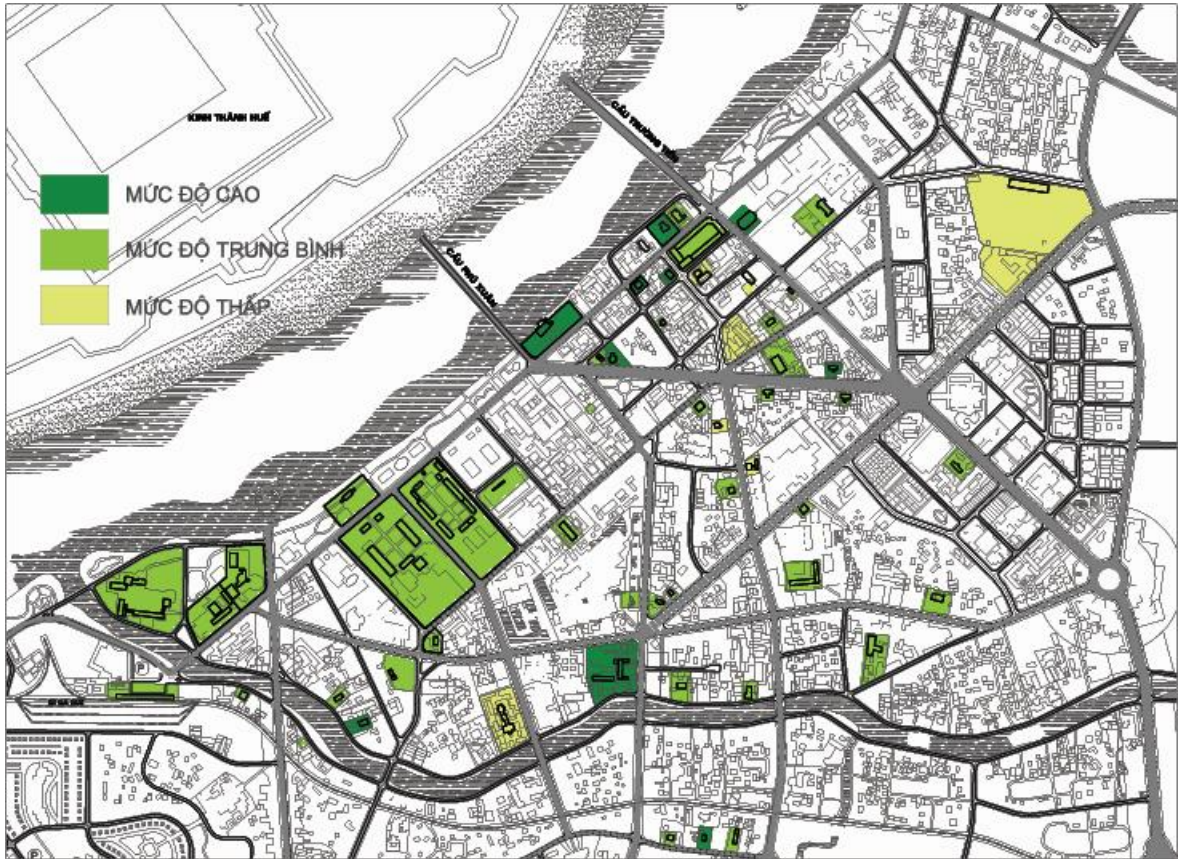 KINH THÀNH HUẾ
CẦU TRƯỜNG TIỀN
MỨC ĐỘ CAO
MỨC ĐỘ TRUNG BÌNH
CẦU PHÚ XUÂN
MỨC ĐỘ THẤP
P
P
P